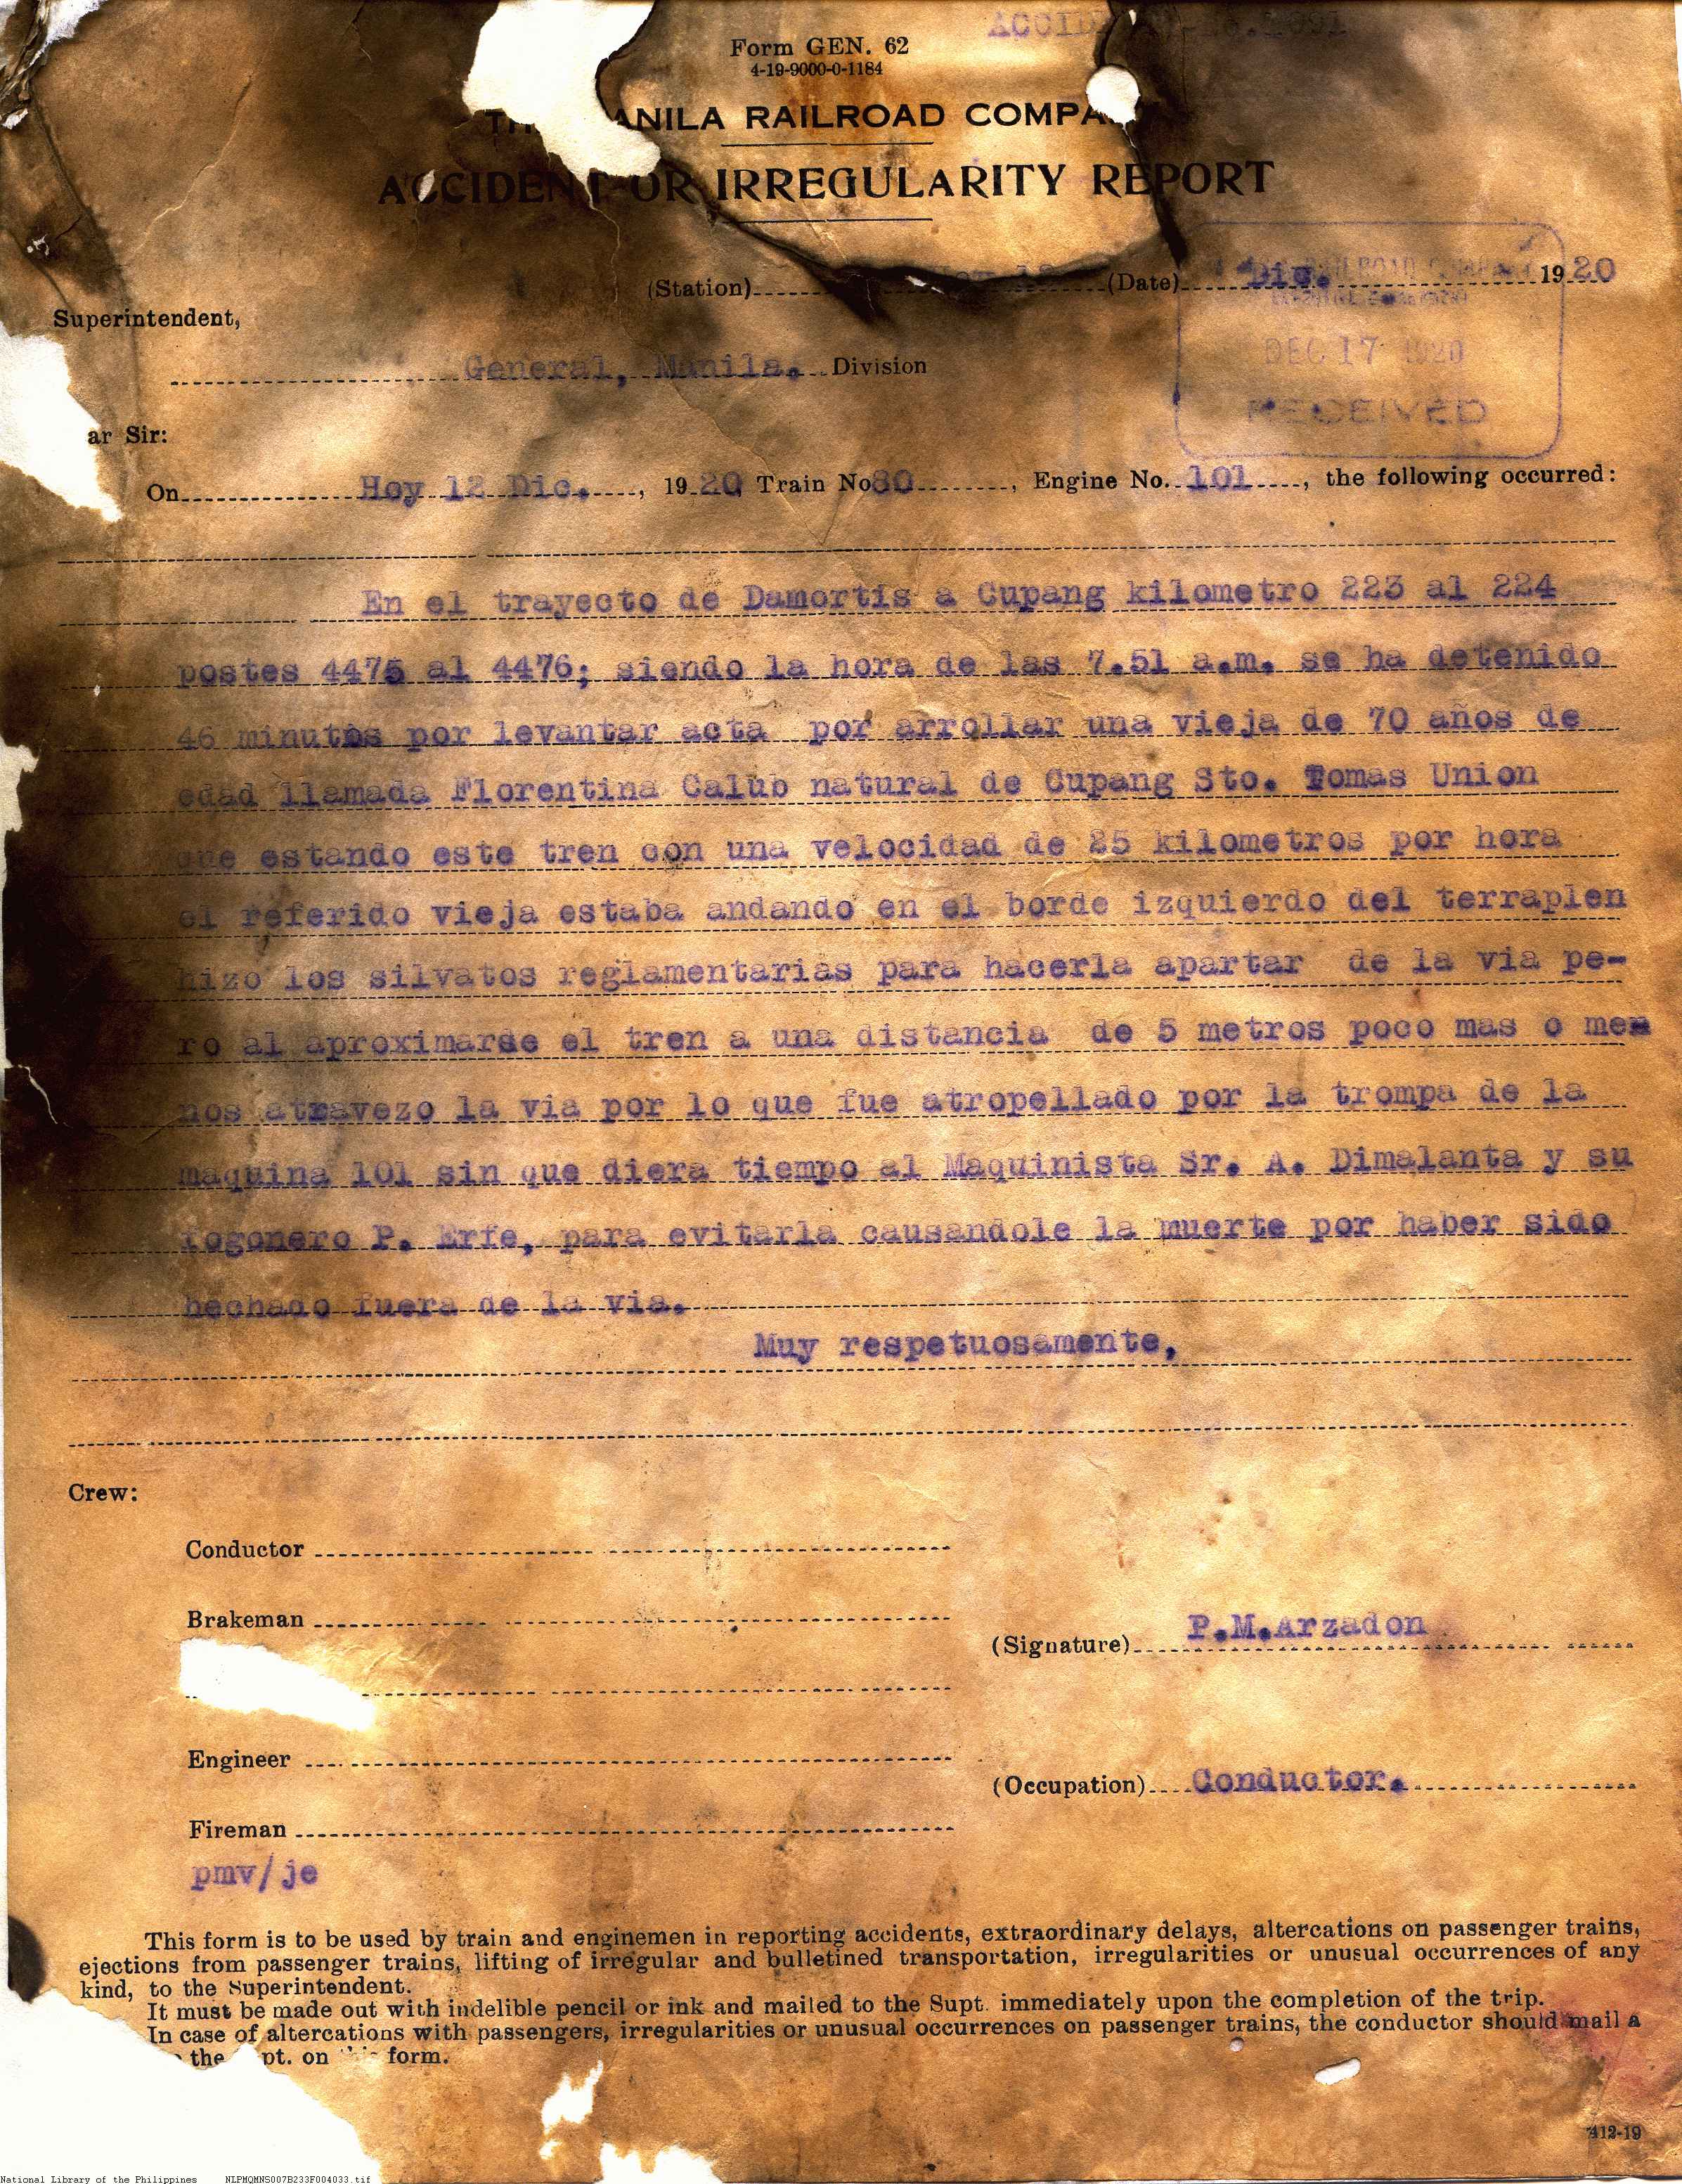 Form GEN. 62
4-19-9000-0-1184
ANILA RAILROAD COMPA
ACCIDENT OR IRREGULARITY REPORT
(Station) (Date) Dic. 1920
Superintendent,
General, Manila. Division
DEC 17 1920
RECEIVED
ar Sir:
On Hoy 12 Dic. , 1920 Train No80 , Engine No. 101 , the following occurred:
En el trayecto de Damortis a Cupang kilometro 223 al 224
postes 4475 al 4476; siendo la hora de las 7.51 a.m. se ha detenido
46 minutos por levantar acta por arrollar una vieja de 70 años de
edad llamada Florentina Calub natural de Cupang Sto. Tomas Union
que estando este tren con una velocidad de 25 kilometros por hora
el referido vieja estaba andando en el borde izquierdo del terraplen
hizo los silvatos reglamentarias para hacerla apartar de la via pe-
ro al aproximarse el tren a una distancia de 5 metros poco mas o me-
nos atravezo la via por lo que fue atropellado por la trompa de la
maquina 101 sin que diera tiempo al Maquinista Sr. A. Dimalanta y su
fogonero P. Erfe, para evitarla causandole la muerte por haber sido
hechado fuera de la via.
Muy respetuosamente,
Crew:
Conductor
Brakeman
(Signature) P.M.Arzadon
Engineer
(Occupation) Conductor.
Fireman
pmv/je
This form is to be used by train and enginemen in reporting accidents, extraordinary delays, altercations on passenger trains,
ejections from passenger trains, lifting of irregular and bulletined transportation, irregularities or unusual occurrences of any
kind, to the Superintendent.
It must be made out with indelible pencil or ink and mailed to the Supt. immediately upon the completion of the trip.
In case of altercations with passengers, irregularities or unusual occurrences on passenger trains, the conductor should mail a
the pt. on form.
412-19
National Library of the Philippines NLPMQMNS007B233F004033.tif